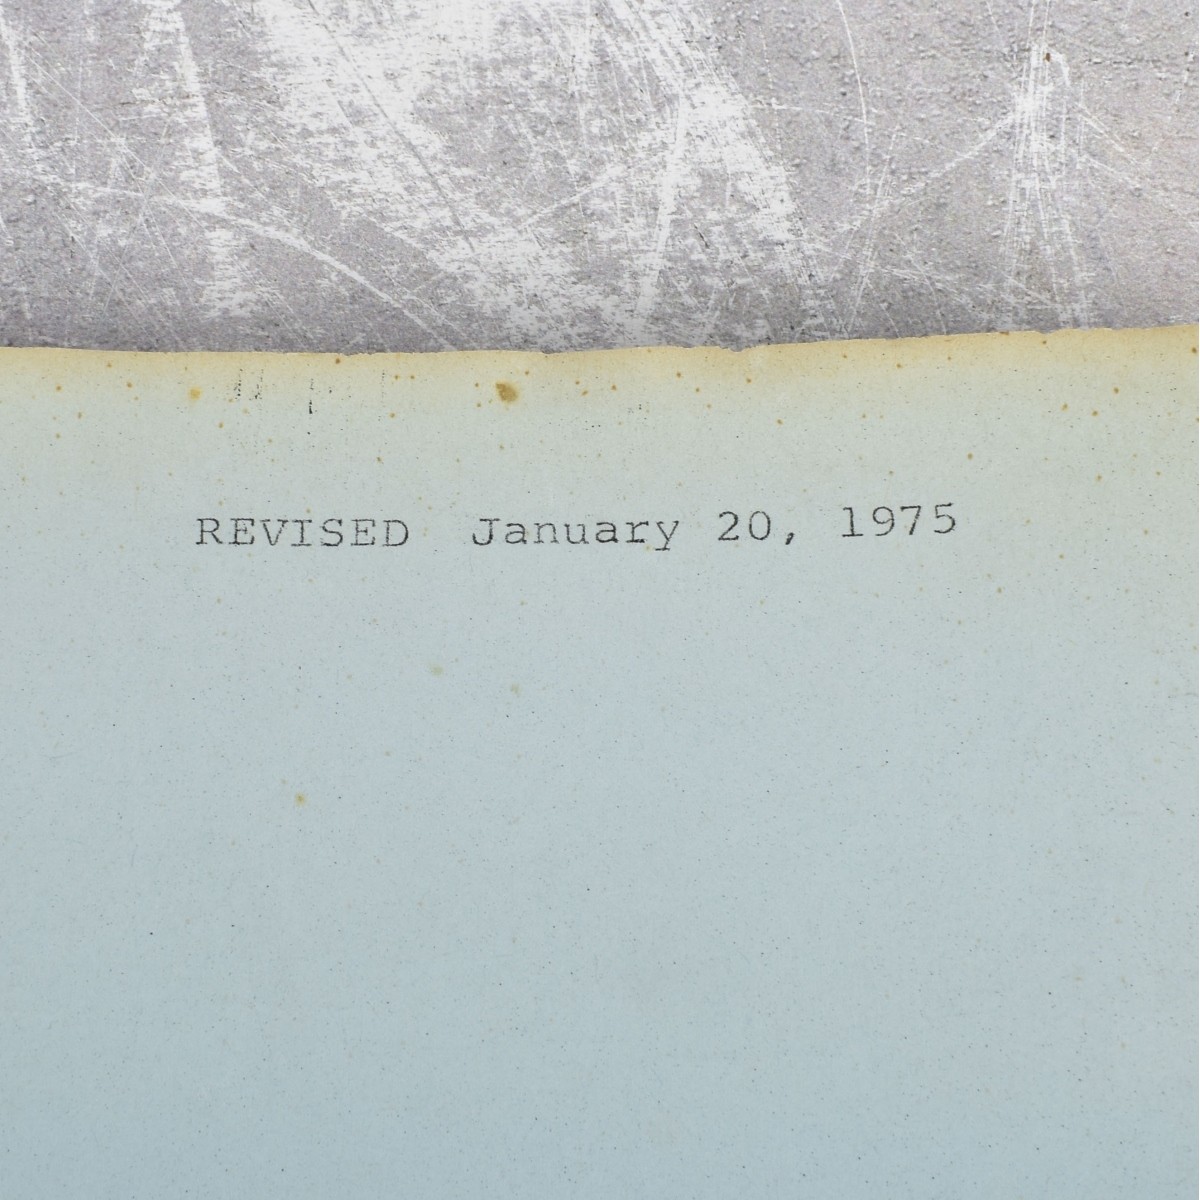 REVISED  January 20, 1975